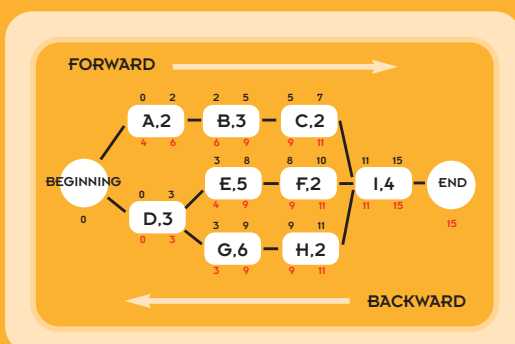 FORWARD
0 2 2 5 5 7
A,2 B,3 C,2
4 6 6 9 9 11
3 8 8 10 11 15
BEGINNING E,5 F,2 I,4 END
4 9 9 11 11 15
0 0 3 15
D,3
0 3
3 9 9 11
G,6 H,2
3 9 9 11
BACKWARD